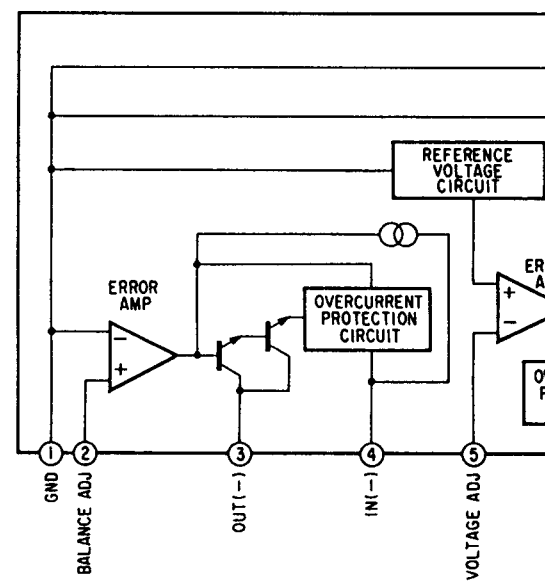 REFERENCE
VOLTAGE
CIRCUIT
ERROR
AMP
OVERCURRENT
PROTECTION
CIRCUIT
+
−
−
+
1
2
3
4
5
GND
BALANCE ADJ
OUT(−)
IN(−)
VOLTAGE ADJ